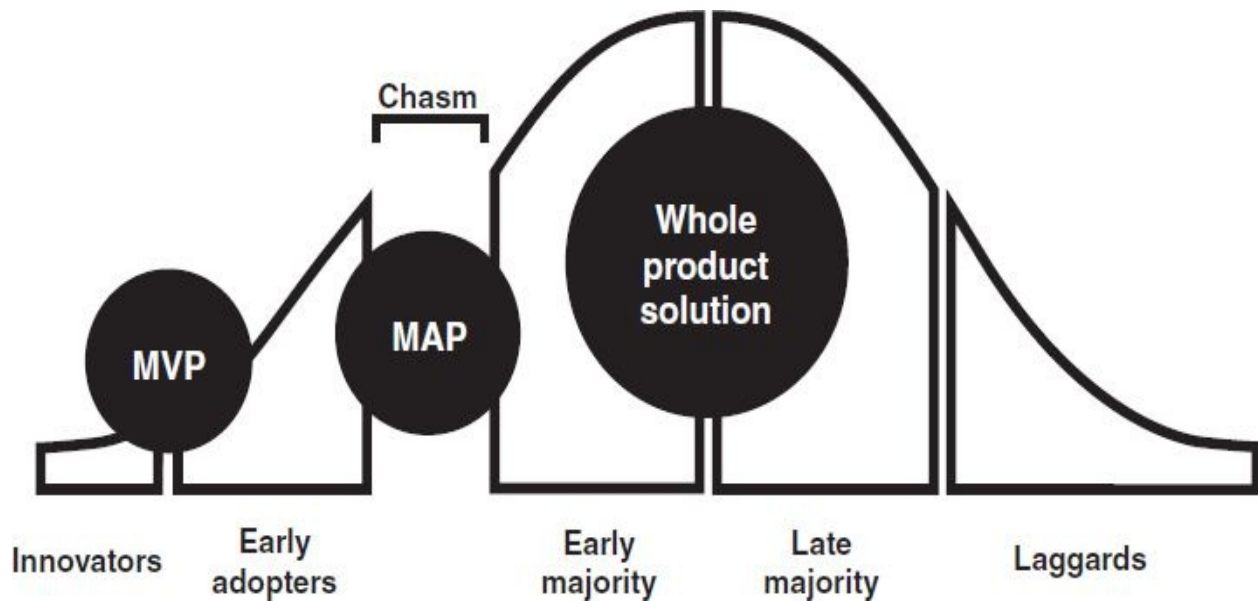 Chasm
Whole
product
solution
MAP
MVP
Innovators
Early
adopters
Early
majority
Late
majority
Laggards